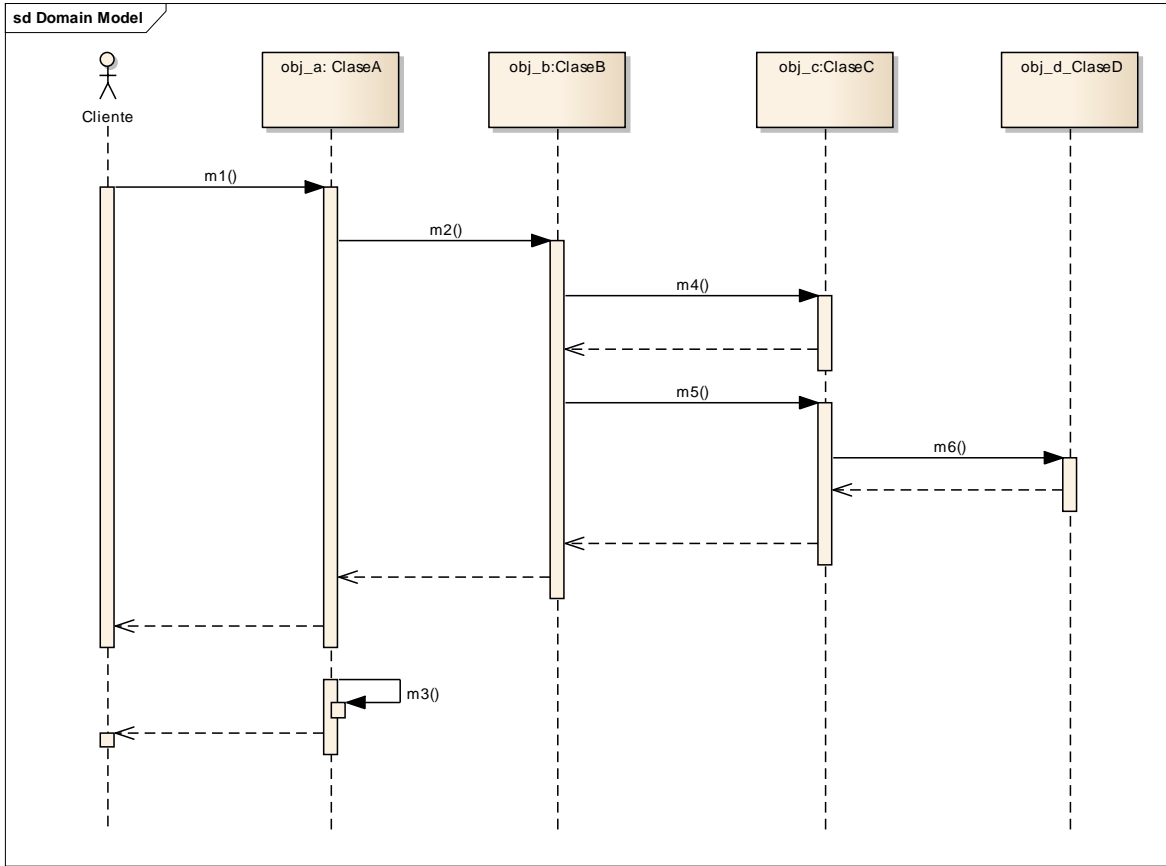 sd Domain Model
Cliente
obj_a: ClaseA
obj_b:ClaseB
obj_c:ClaseC
obj_d_ClaseD
m1()
m2()
m4()
m5()
m6()
m3()